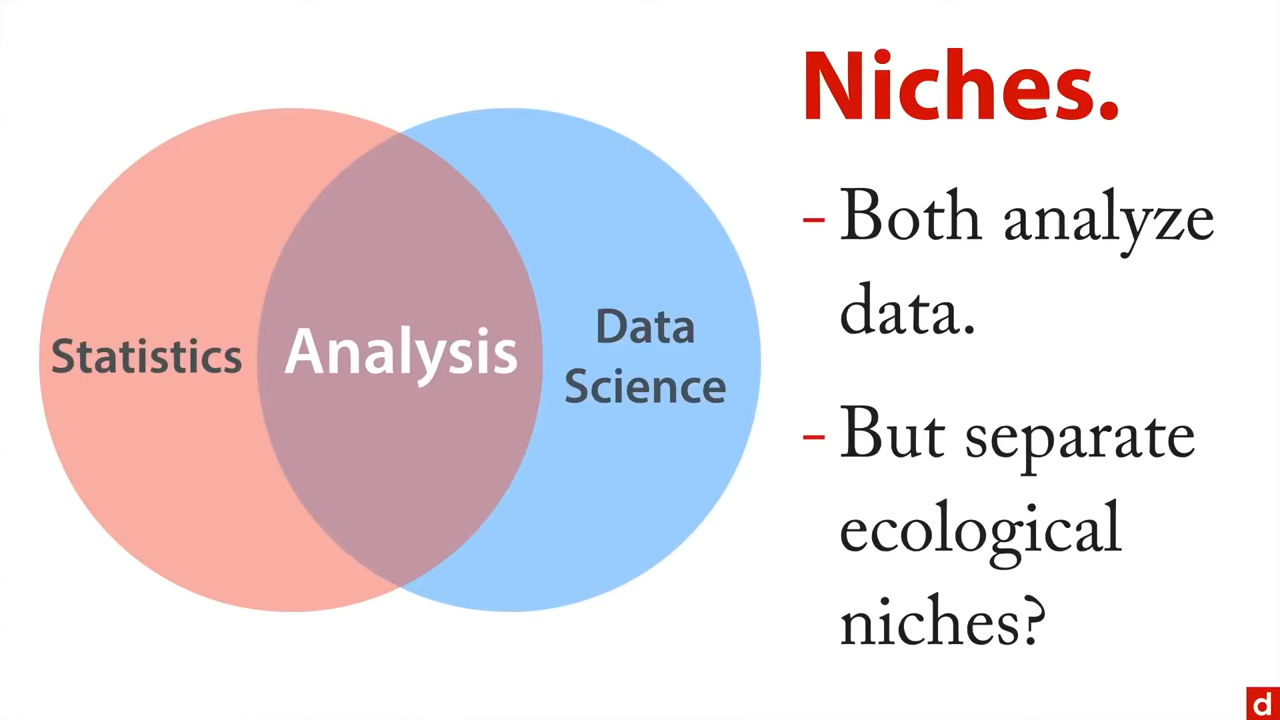 Niches.
Statistics
Analysis
Data
Science
- Both analyze
data.
- But separate
ecological
niches?
d